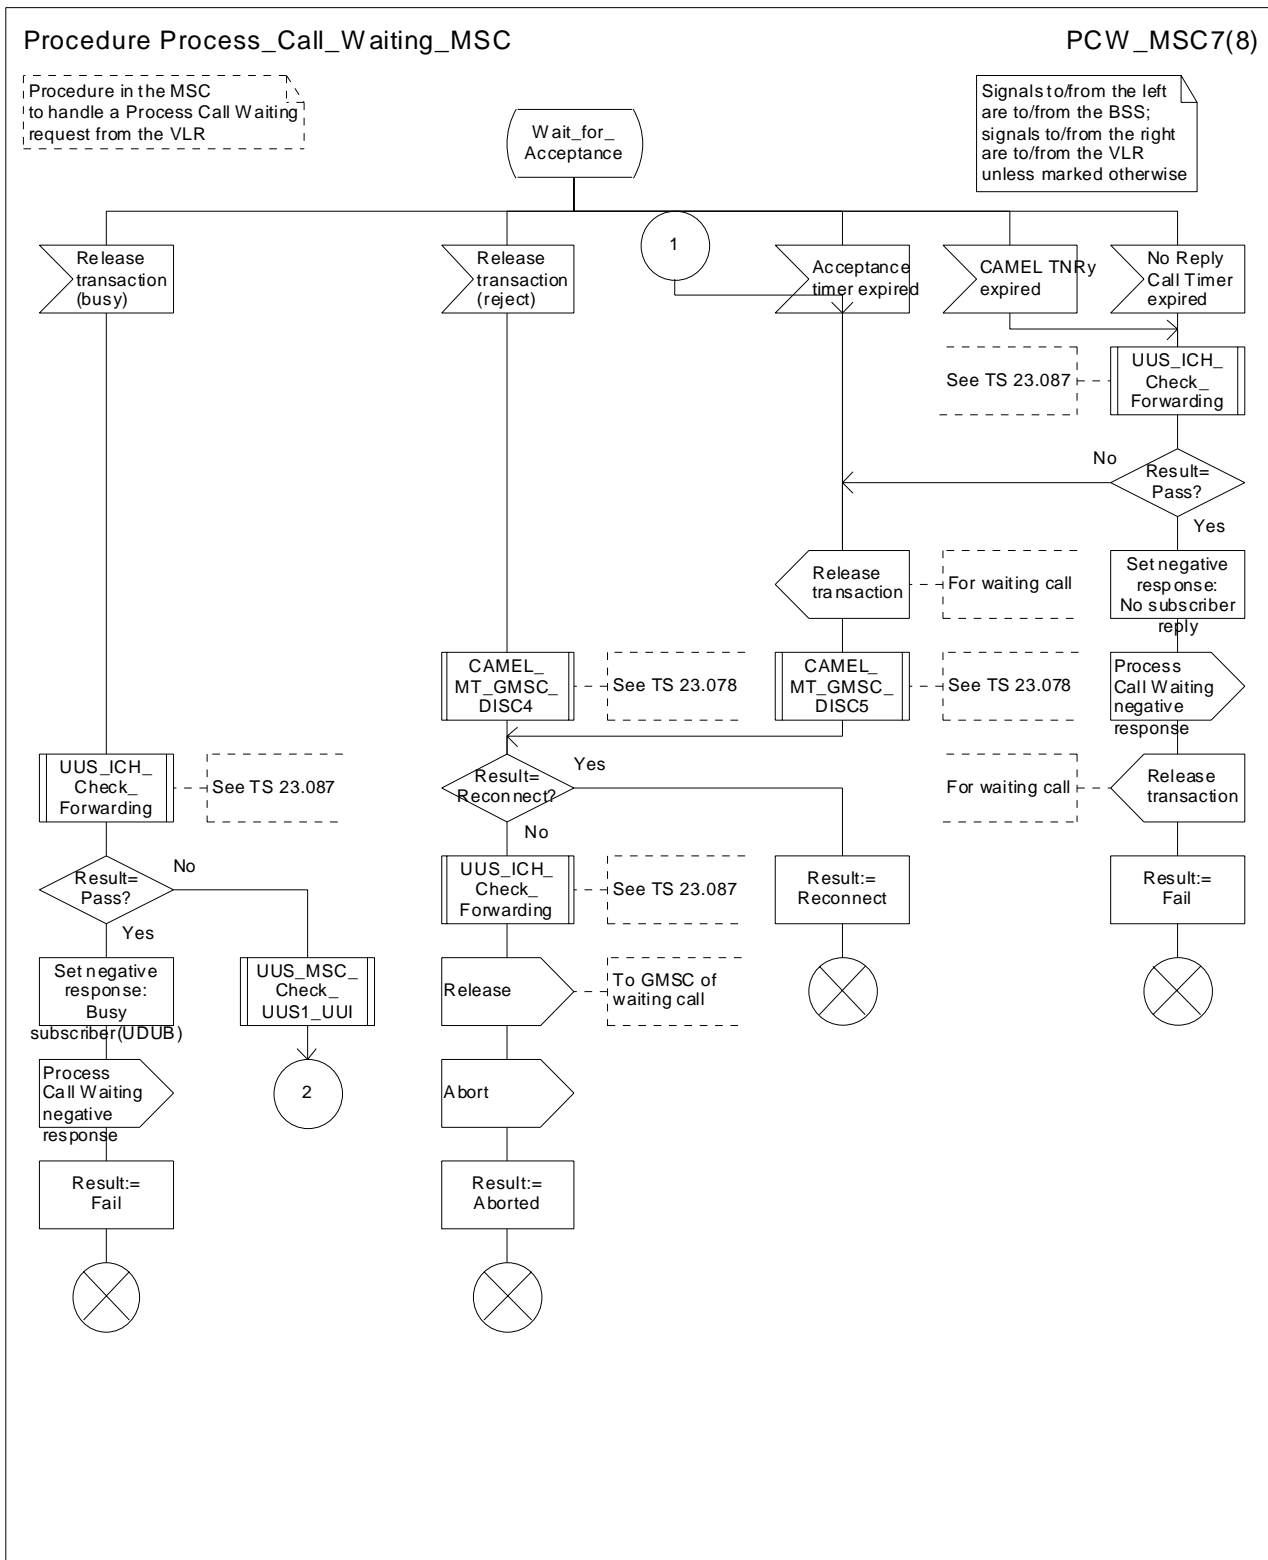 Procedure Process_Call_Waiting_MSC
PCW_MSC7(8)
Procedure in the MSC
to handle a Process Call Waiting
request from the VLR
Signals to/from the left
are to/from the BSS;
signals to/from the right
are to/from the VLR
unless marked otherwise
Wait_for_
Acceptance
1
Release
transaction
(busy)
Release
transaction
(reject)
Acceptance
timer expired
CAMEL TNRy
expired
No Reply
Call Timer
expired
See TS 23.087
UUS_ICH_
Check_
Forwarding
No
Result=
Pass?
Yes
Release
transaction
For waiting call
Set negative
response:
No subscriber
reply
CAMEL_
MT_GMSC_
DISC4
See TS 23.078
CAMEL_
MT_GMSC_
DISC5
See TS 23.078
Process
Call Waiting
negative
response
UUS_ICH_
Check_
Forwarding
See TS 23.087
Result=
Reconnect?
Yes
No
For waiting call
Release
transaction
Result=
Pass?
No
Yes
UUS_ICH_
Check_
Forwarding
See TS 23.087
Result:=
Reconnect
Result:=
Fail
Set negative
response:
Busy
subscriber(UDUB)
UUS_MSC_
Check_
UUS1_UUI
Release
To GMSC of
waiting call
Process
Call Waiting
negative
response
2
Abort
Result:=
Fail
Result:=
Aborted